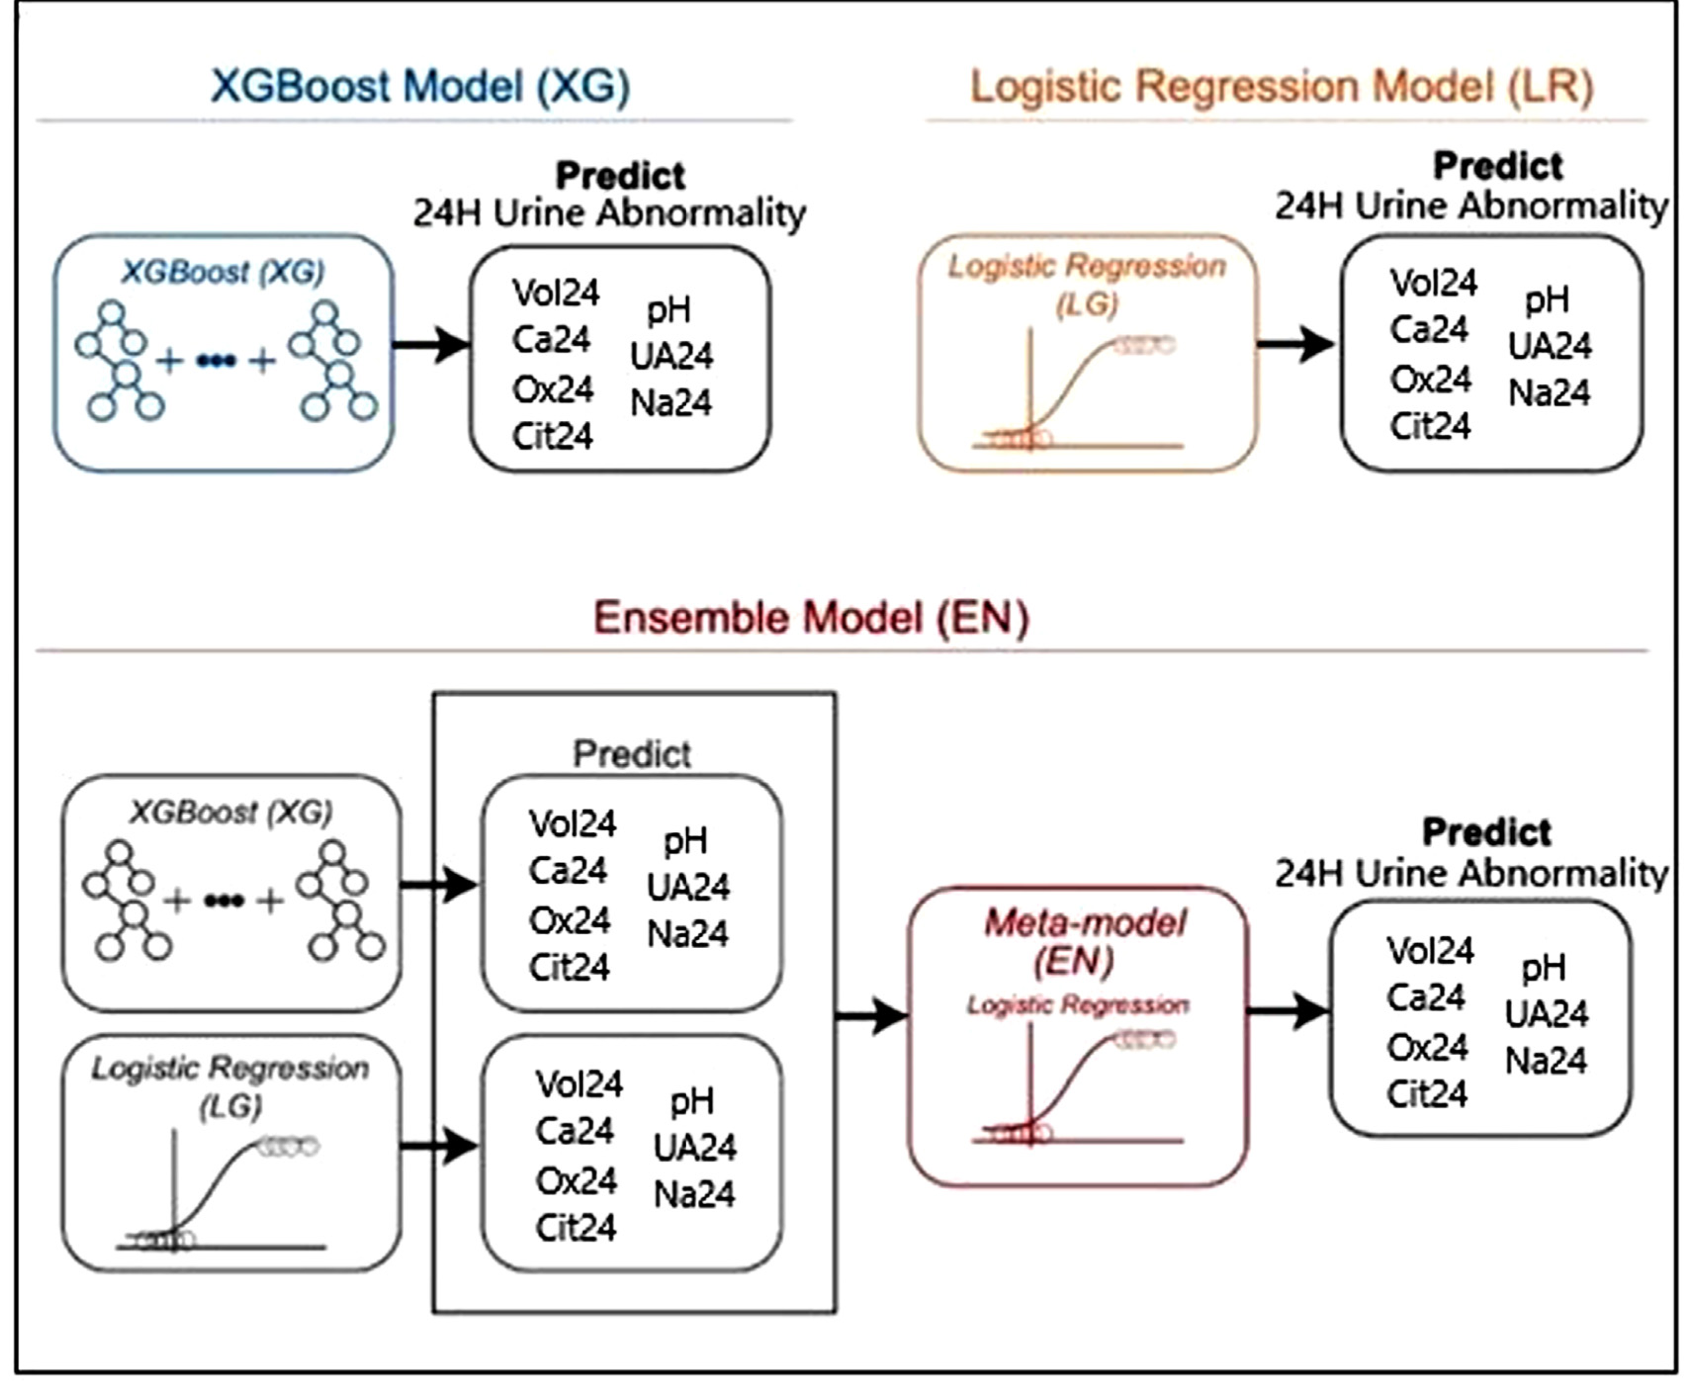 XGBoost Model (XG)
Predict
24H Urine Abnormality
XGBoost (XG)
+ ••• +
Vol24
Ca24
Ox24
Cit24
pH
UA24
Na24
Logistic Regression Model (LR)
Predict
24H Urine Abnormality
Logistic Regression
(LG)
Vol24
Ca24
Ox24
Cit24
pH
UA24
Na24
Ensemble Model (EN)
XGBoost (XG)
+ ••• +
Logistic Regression
(LG)
Predict
Vol24
Ca24
Ox24
Cit24
pH
UA24
Na24
Vol24
Ca24
Ox24
Cit24
pH
UA24
Na24
Meta-model
(EN)
Logistic Regression
Predict
24H Urine Abnormality
Vol24
Ca24
Ox24
Cit24
pH
UA24
Na24